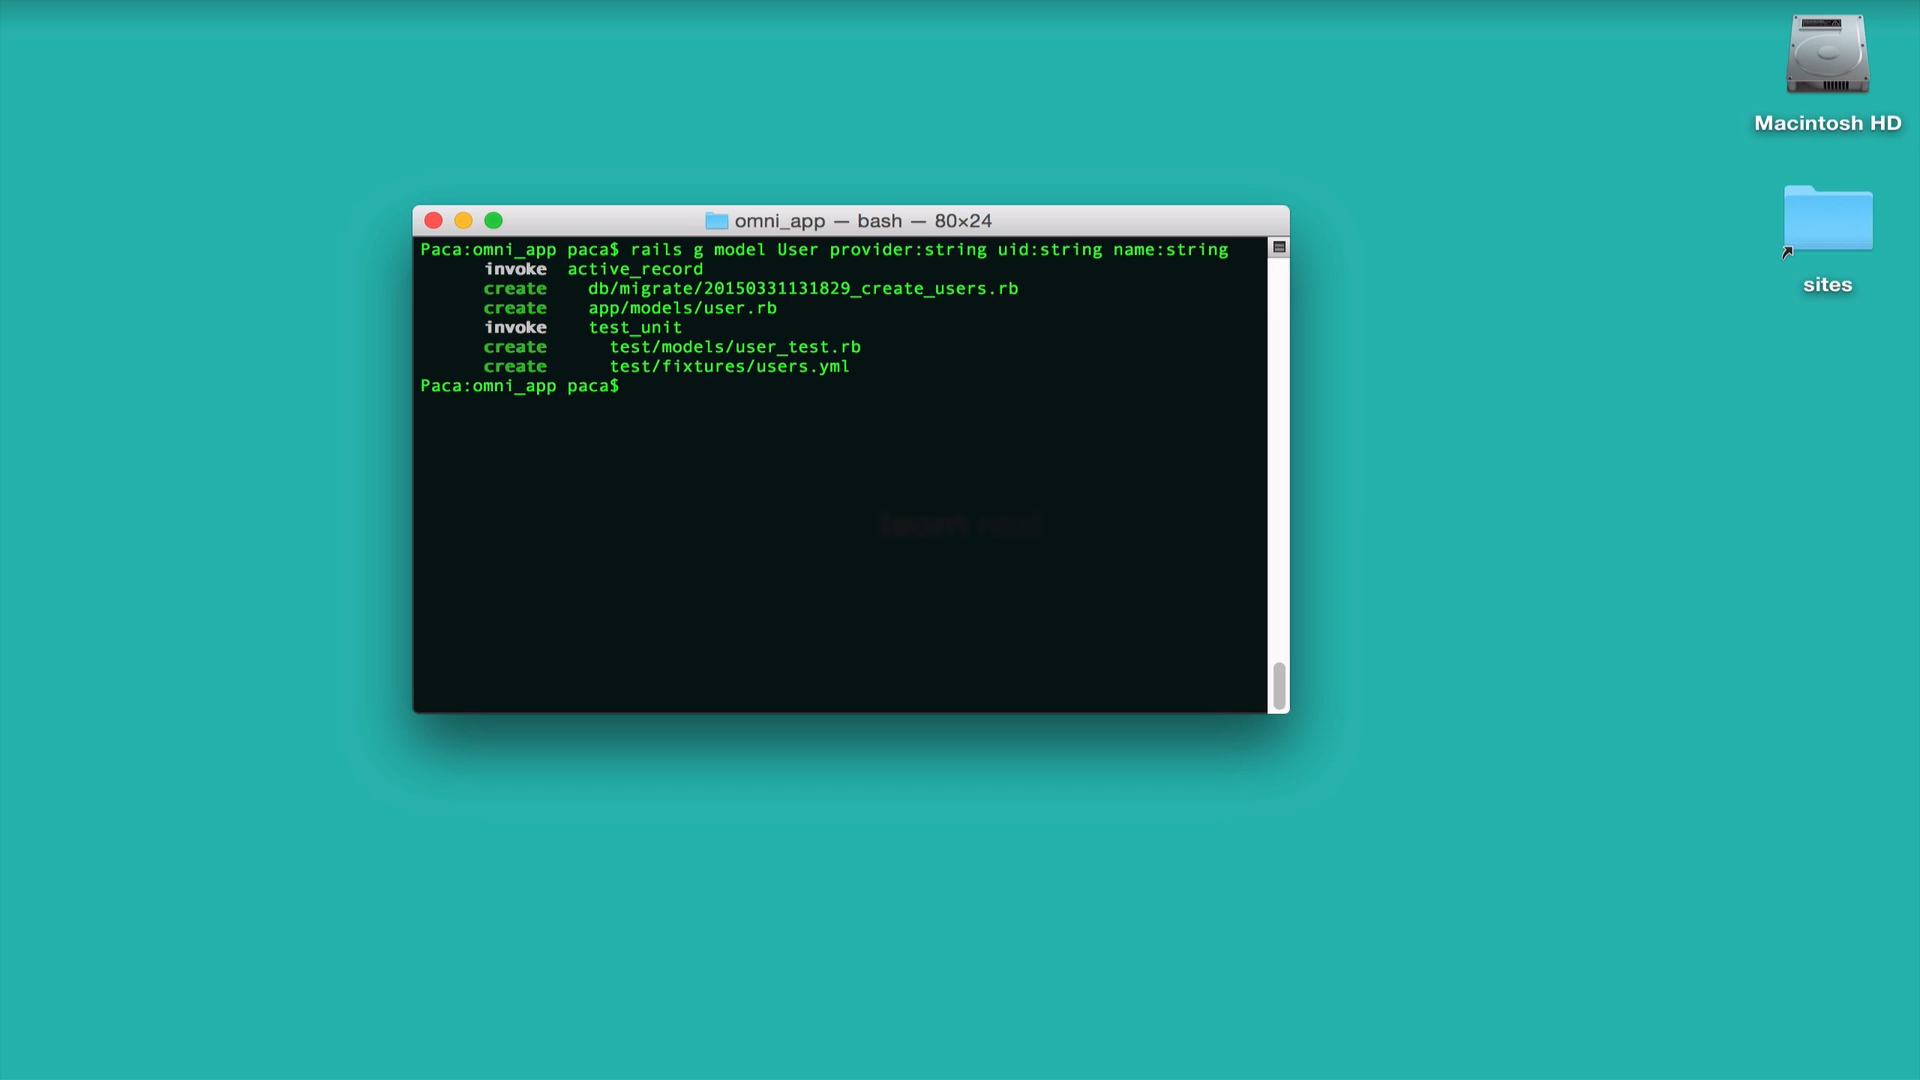 Macintosh HD
sites
omni_app — bash — 80×24
Paca:omni_app paca$ rails g model User provider:string uid:string name:string
invoke active_record
create db/migrate/20150331131829_create_users.rb
create app/models/user.rb
invoke test_unit
create test/models/user_test.rb
create test/fixtures/users.yml
Paca:omni_app paca$